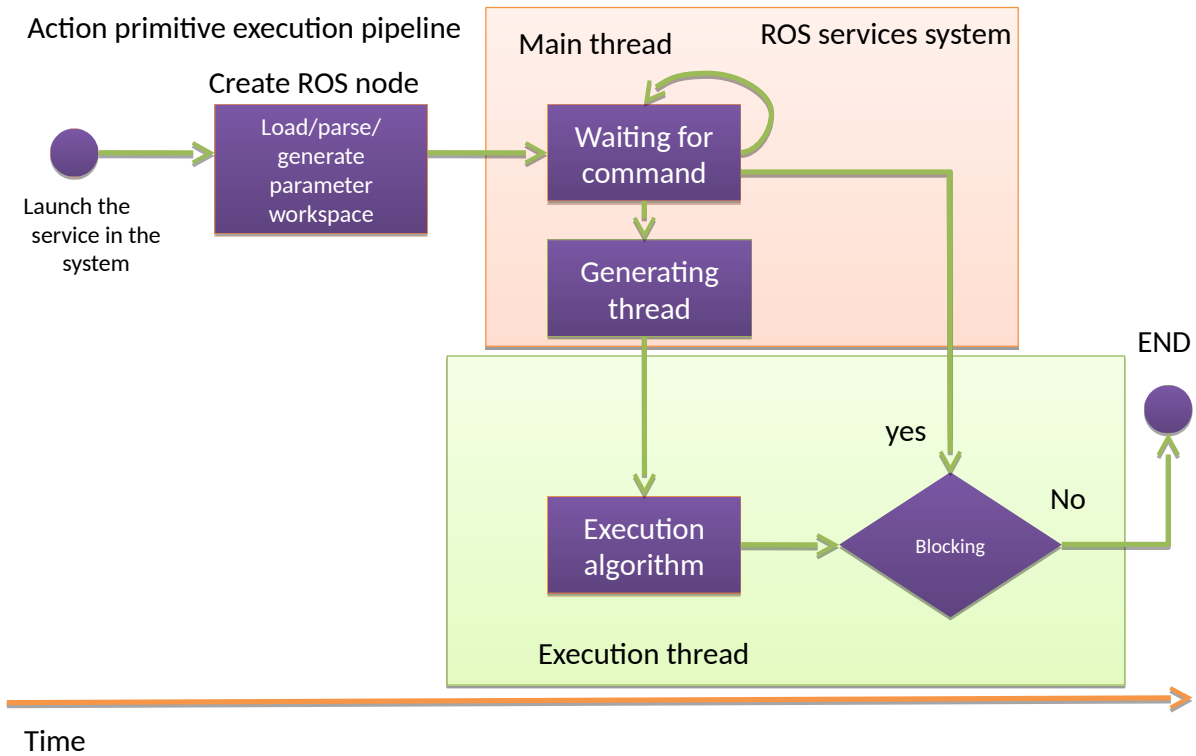 Action primitive execution pipeline
Main thread
ROS services system
Create ROS node
Load/parse/
generate
parameter
workspace
Waiting for
command
Launch the
service in the
system
Generating
thread
END
yes
No
Execution
algorithm
Blocking
Execution thread
Time